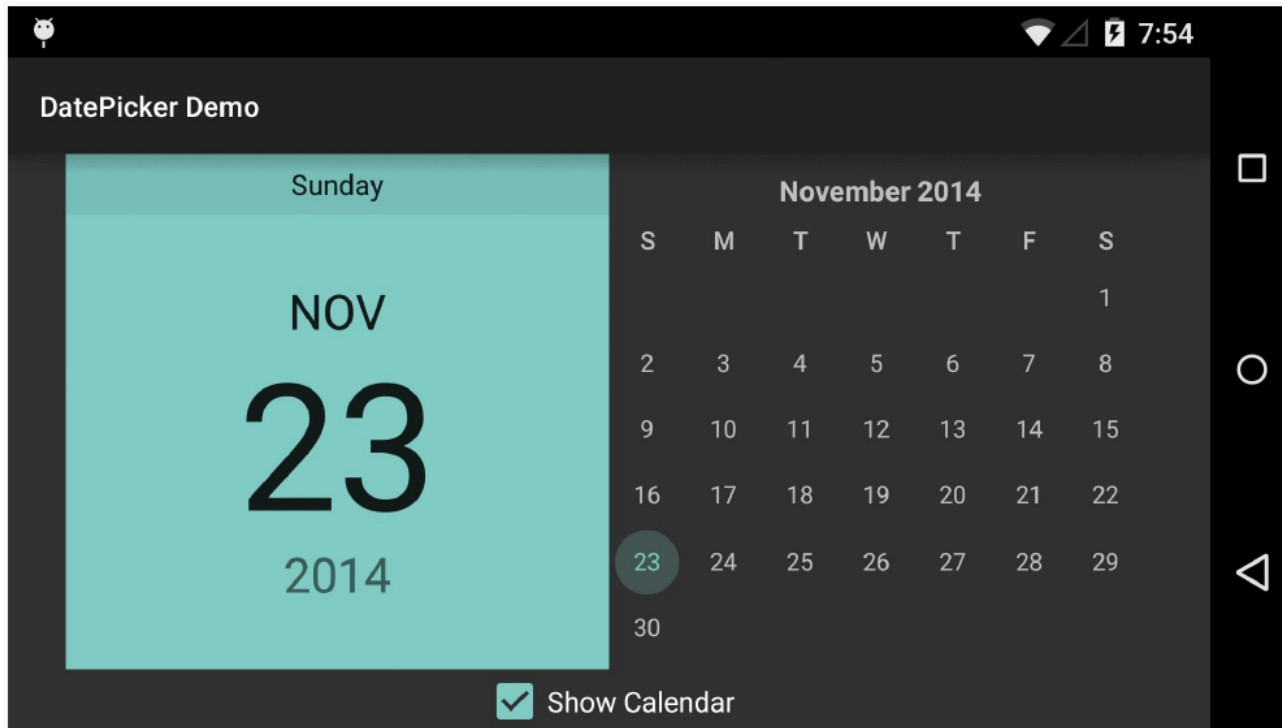 7:54
DatePicker Demo
Sunday
NOV
23
2014
November 2014
S M T W T F S
1
2 3 4 5 6 7 8
9 10 11 12 13 14 15
16 17 18 19 20 21 22
23 24 25 26 27 28 29
30
Show Calendar